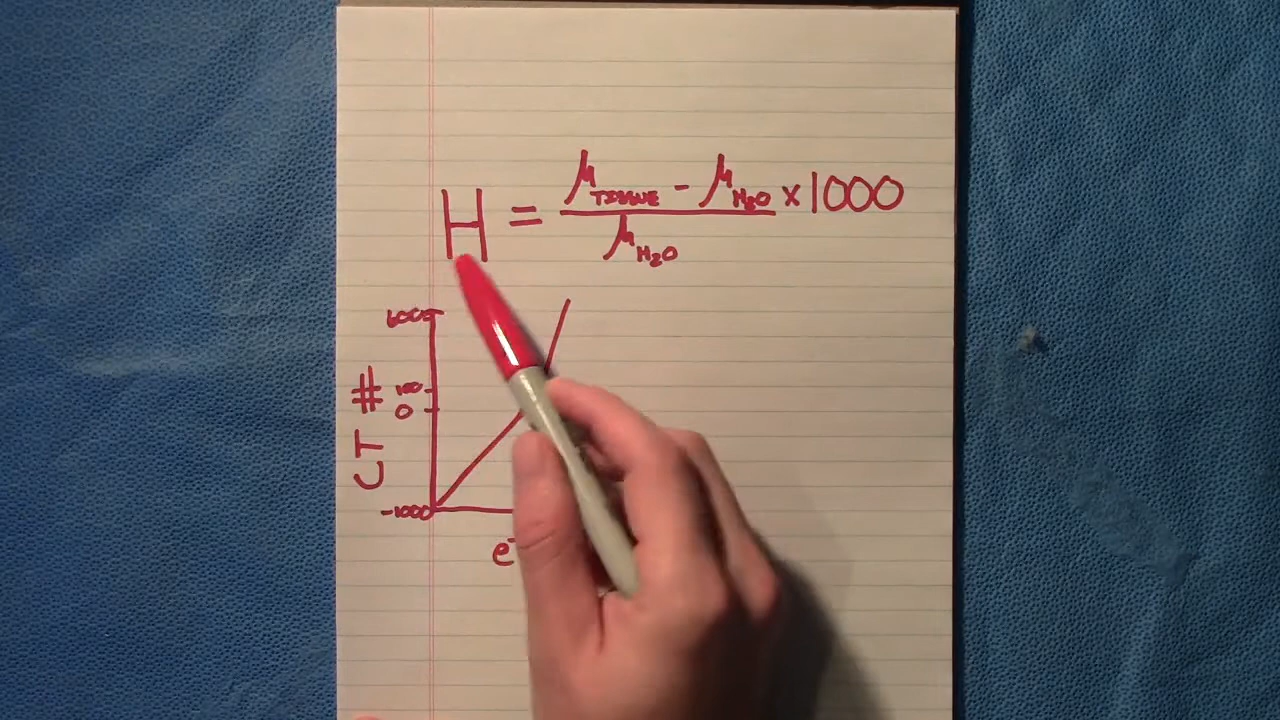 H = μTISSUE - μH2O x 1000
μH2O
1000
CT #
100
0
-1000
e-